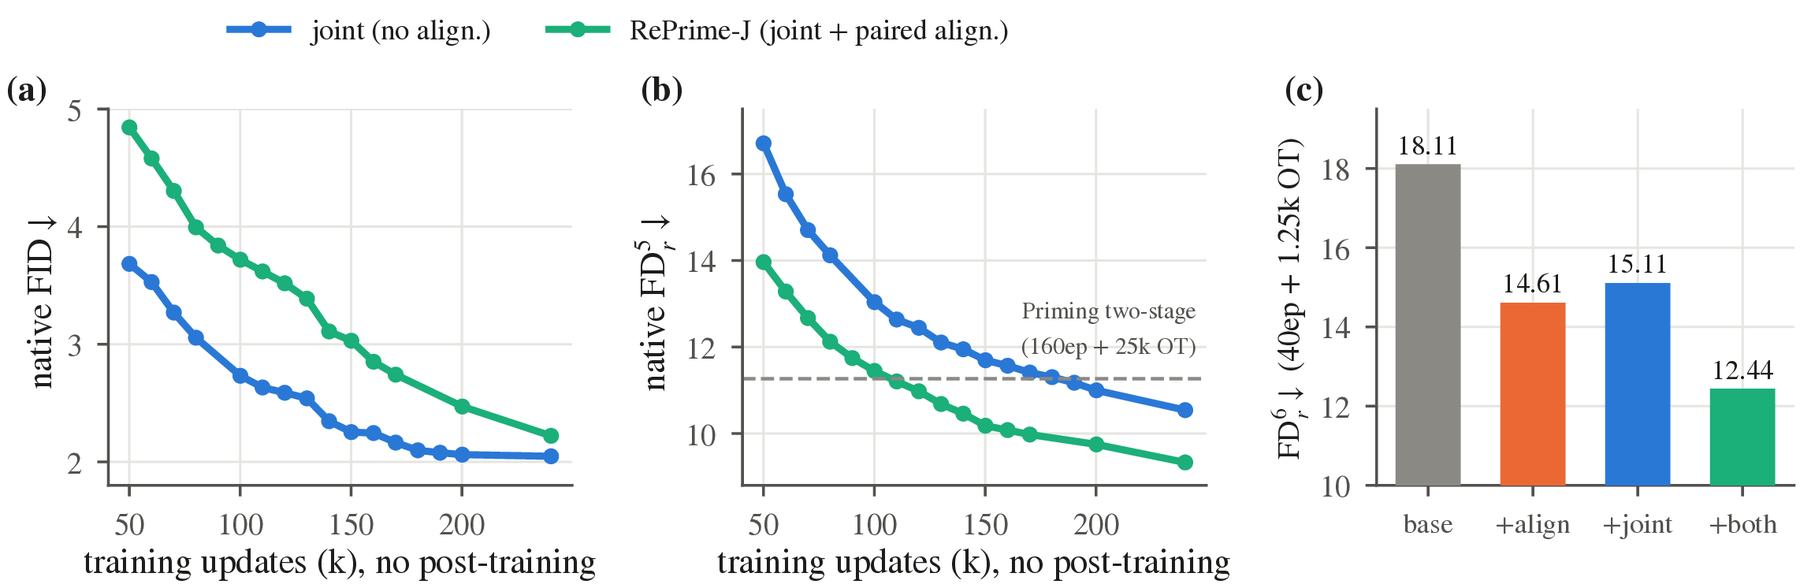 joint (no align.)
RePrime-J (joint + paired align.)
(a)
native FID ↓
5
4
3
2
50 100 150 200
training updates (k), no post-training
(b)
native FD_r^5 ↓
16
14
12
10
Priming two-stage
(160ep + 25k OT)
50 100 150 200
training updates (k), no post-training
(c)
FD_r^6 ↓ (40ep + 1.25k OT)
18
16
14
12
10
18.11
14.61
15.11
12.44
base +align +joint +both